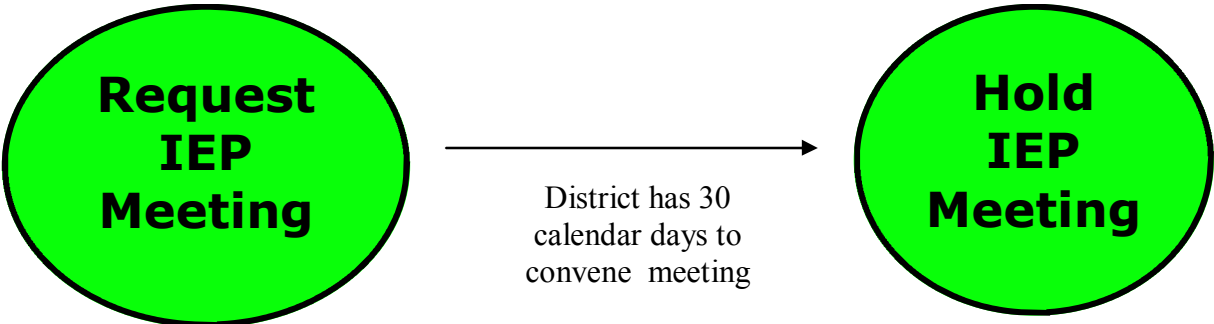 Request
IEP
Meeting
District has 30
calendar days to
convene meeting
Hold
IEP
Meeting